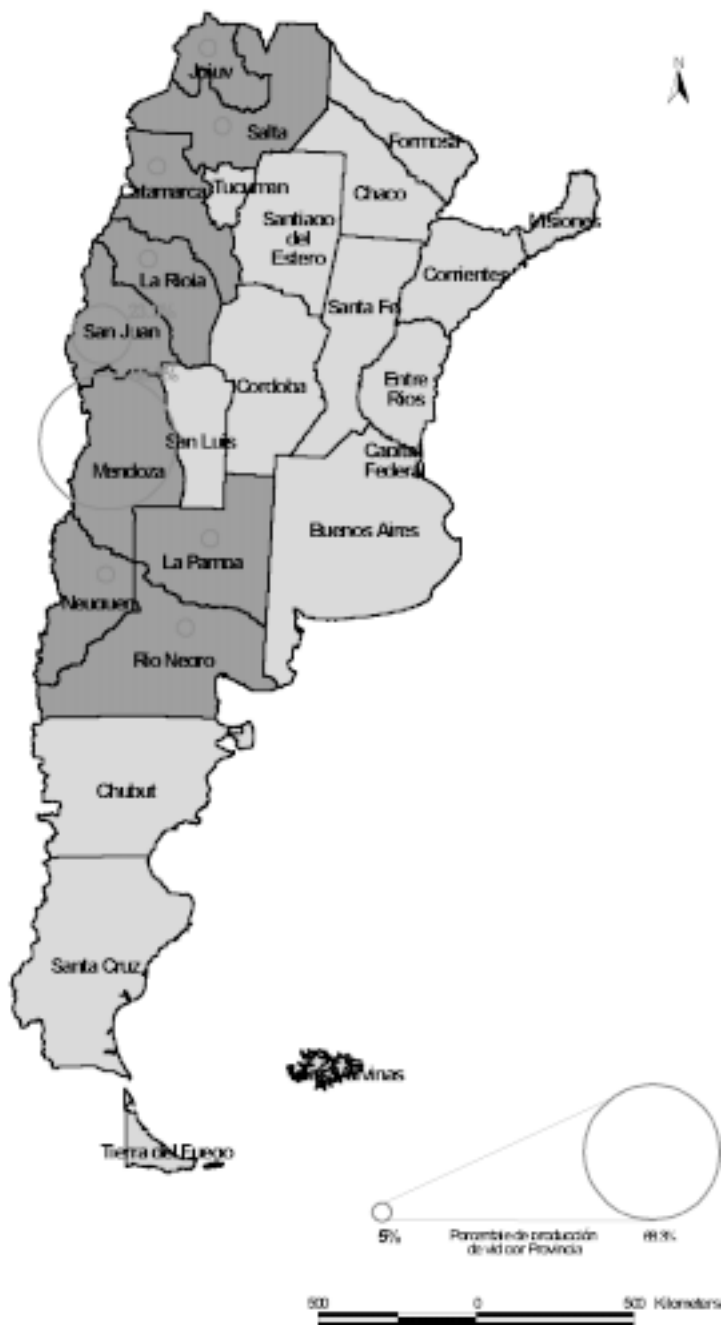 N
Jujuy
Salta
Formosa
Catamarca
Tucuman
Chaco
Misiones
Santiago
del
Estero
Corrientes
La Rioja
Santa Fe
San Juan
Cordoba
Entre
Rios
San Luis
Capital
Federal
Mendoza
Buenos Aires
La Pampa
Neuquen
Rio Negro
Chubut
Santa Cruz
Tierra del Fuego
5%
Porcentaje de producción
de vid por Provincia
500 0 500 Kilometers